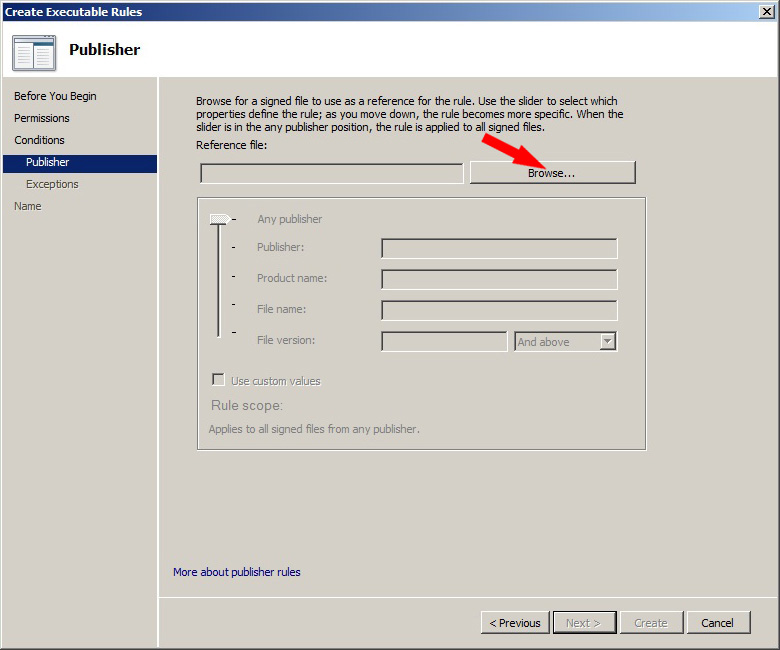 Create Executable Rules
Publisher
Before You Begin
Permissions
Conditions
Publisher
Exceptions
Name
Browse for a signed file to use as a reference for the rule. Use the slider to select which
properties define the rule; as you move down, the rule becomes more specific. When the
slider is in the any publisher position, the rule is applied to all signed files.
Reference file:
Browse...
Any publisher
Publisher:
Product name:
File name:
File version:
And above
Use custom values
Rule scope:
Applies to all signed files from any publisher.
More about publisher rules
< Previous
Next >
Create
Cancel